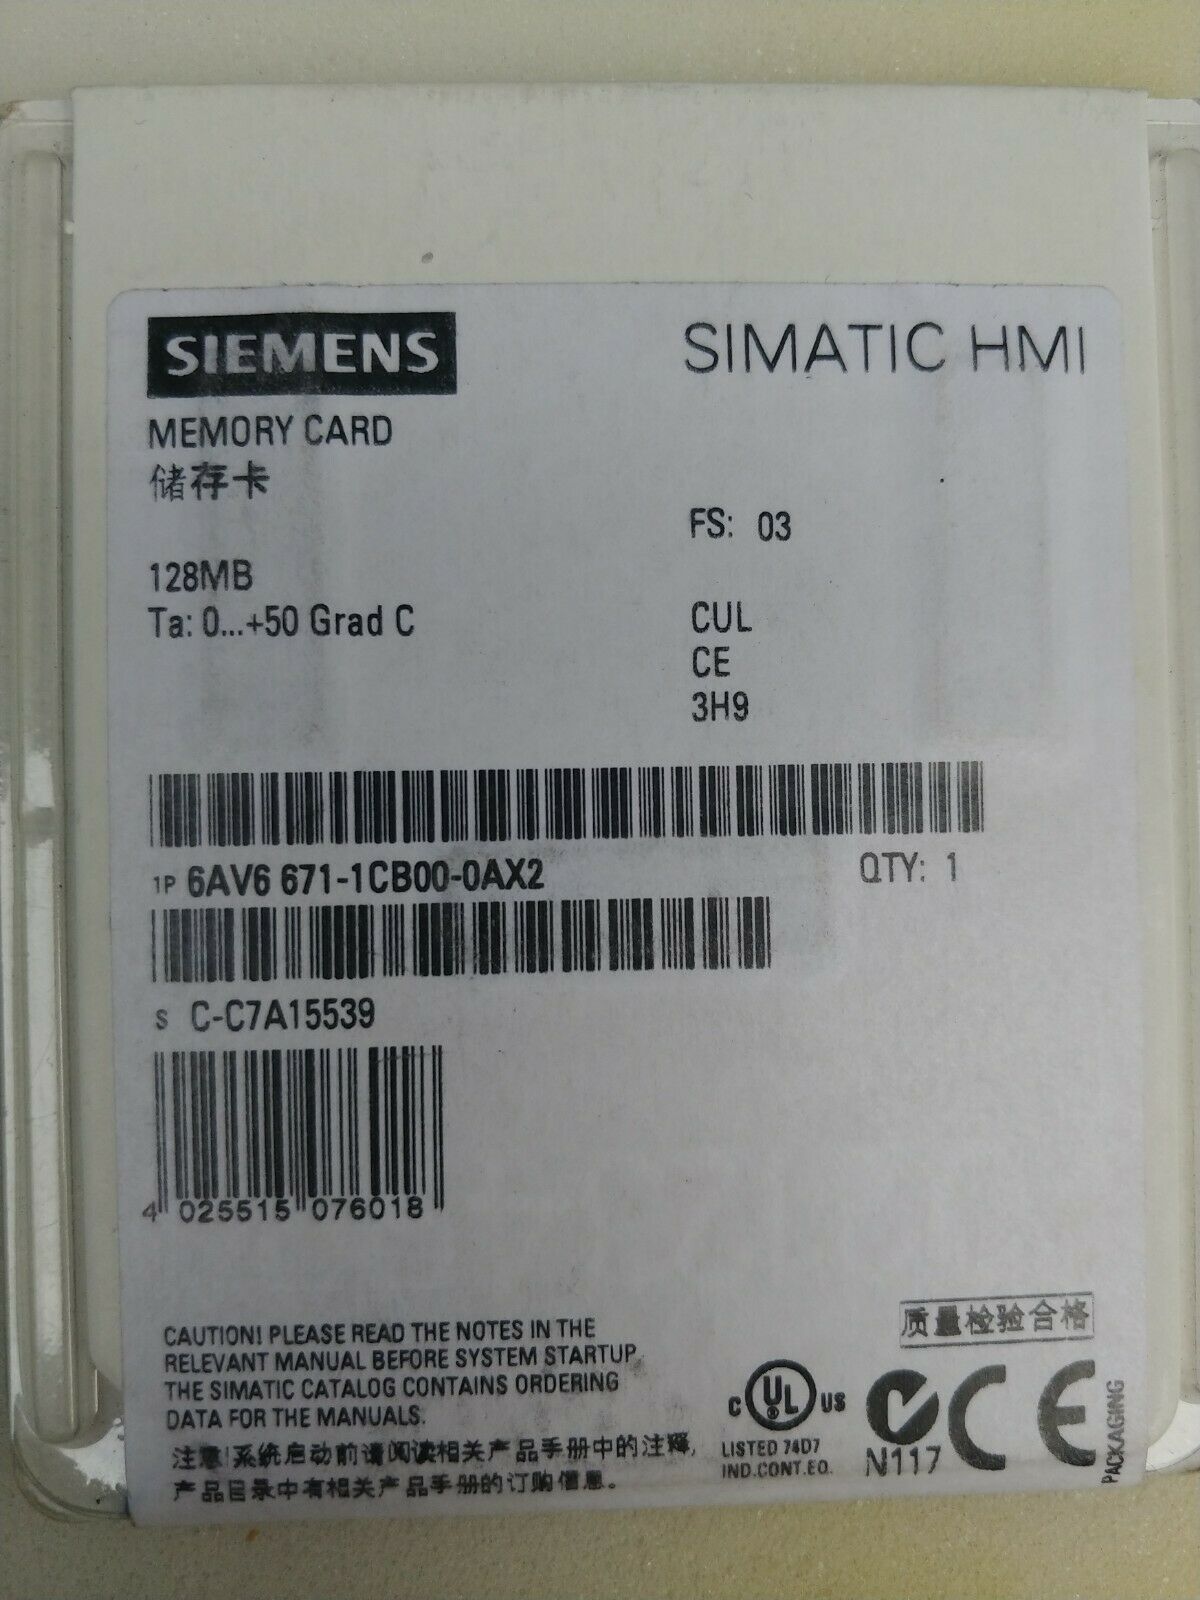 SIEMENS
SIMATIC HMI
MEMORY CARD
储存卡
FS: 03
128MB
Ta: 0...+50 Grad C
CUL
CE
3H9
1P 6AV6 671-1CB00-0AX2
QTY: 1
S C-C7A15539
4 025515 076018
CAUTION! PLEASE READ THE NOTES IN THE
RELEVANT MANUAL BEFORE SYSTEM STARTUP.
THE SIMATIC CATALOG CONTAINS ORDERING
DATA FOR THE MANUALS.
注意!系统启动前请阅读相关产品手册中的注释,
产品目录中有相关产品手册的订购信息。
质量检验合格
C UL ® US
LISTED 74D7
IND.CONT.EQ.
N117
CE
PACKAGING